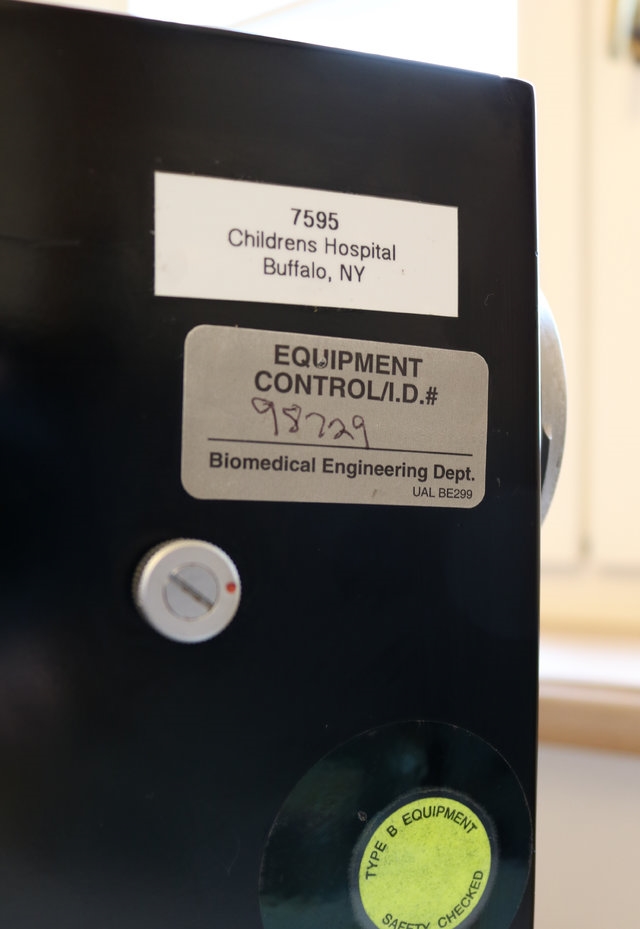 7595
Childrens Hospital
Buffalo, NY
EQUIPMENT
CONTROL/I.D.#
98729
Biomedical Engineering Dept.
UAL BE299
TYPE B EQUIPMENT
SAFETY CHECKED